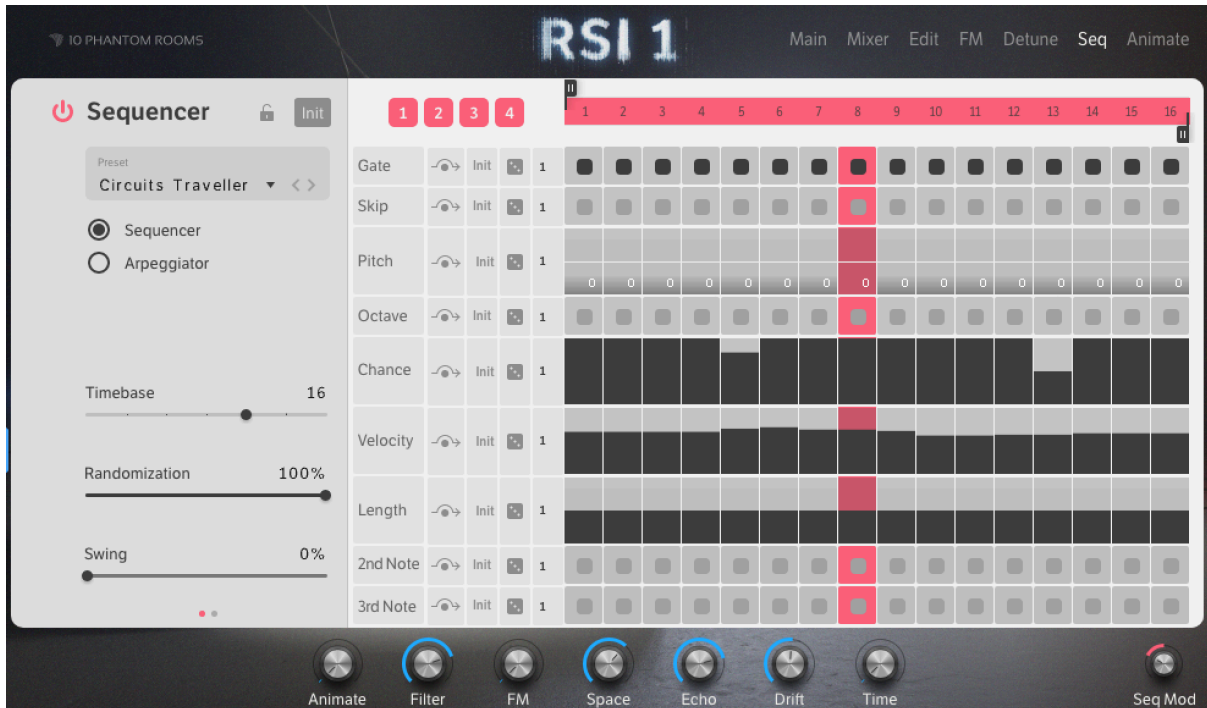 10 PHANTOM ROOMS
RSI 1
Main Mixer Edit FM Detune Seq Animate
Sequencer
Init
Preset
Circuits Traveller
Sequencer
Arpeggiator
Timebase 16
Randomization 100%
Swing 0%
1 2 3 4
1 2 3 4 5 6 7 8 9 10 11 12 13 14 15 16
Gate Init 1
Skip Init 1
Pitch Init 1 0 0 0 0 0 0 0 0 0 0 0 0 0 0 0 0
Octave Init 1
Chance Init 1
Velocity Init 1
Length Init 1
2nd Note Init 1
3rd Note Init 1
Animate Filter FM Space Echo Drift Time Seq Mod